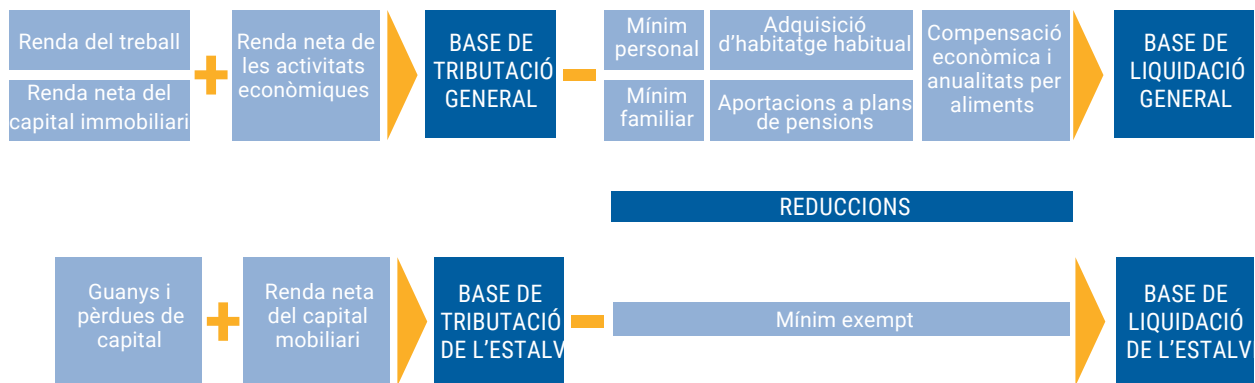 Renda del treball
Renda neta del
capital immobiliari
Renda neta de
les activitats
econòmiques
BASE DE
TRIBUTACIÓ
GENERAL
Mínim
personal
Mínim
familiar
Adquisició
d'habitatge habitual
Aportacions a plans
de pensions
Compensació
econòmica i
anualitats per
aliments
BASE DE
LIQUIDACIÓ
GENERAL
REDUCCIONS
Guanys i
pèrdues de
capital
Renda neta
del capital
mobiliari
BASE DE
TRIBUTACIÓ
DE L'ESTALVI
Mínim exempt
BASE DE
LIQUIDACIÓ
DE L'ESTALVI